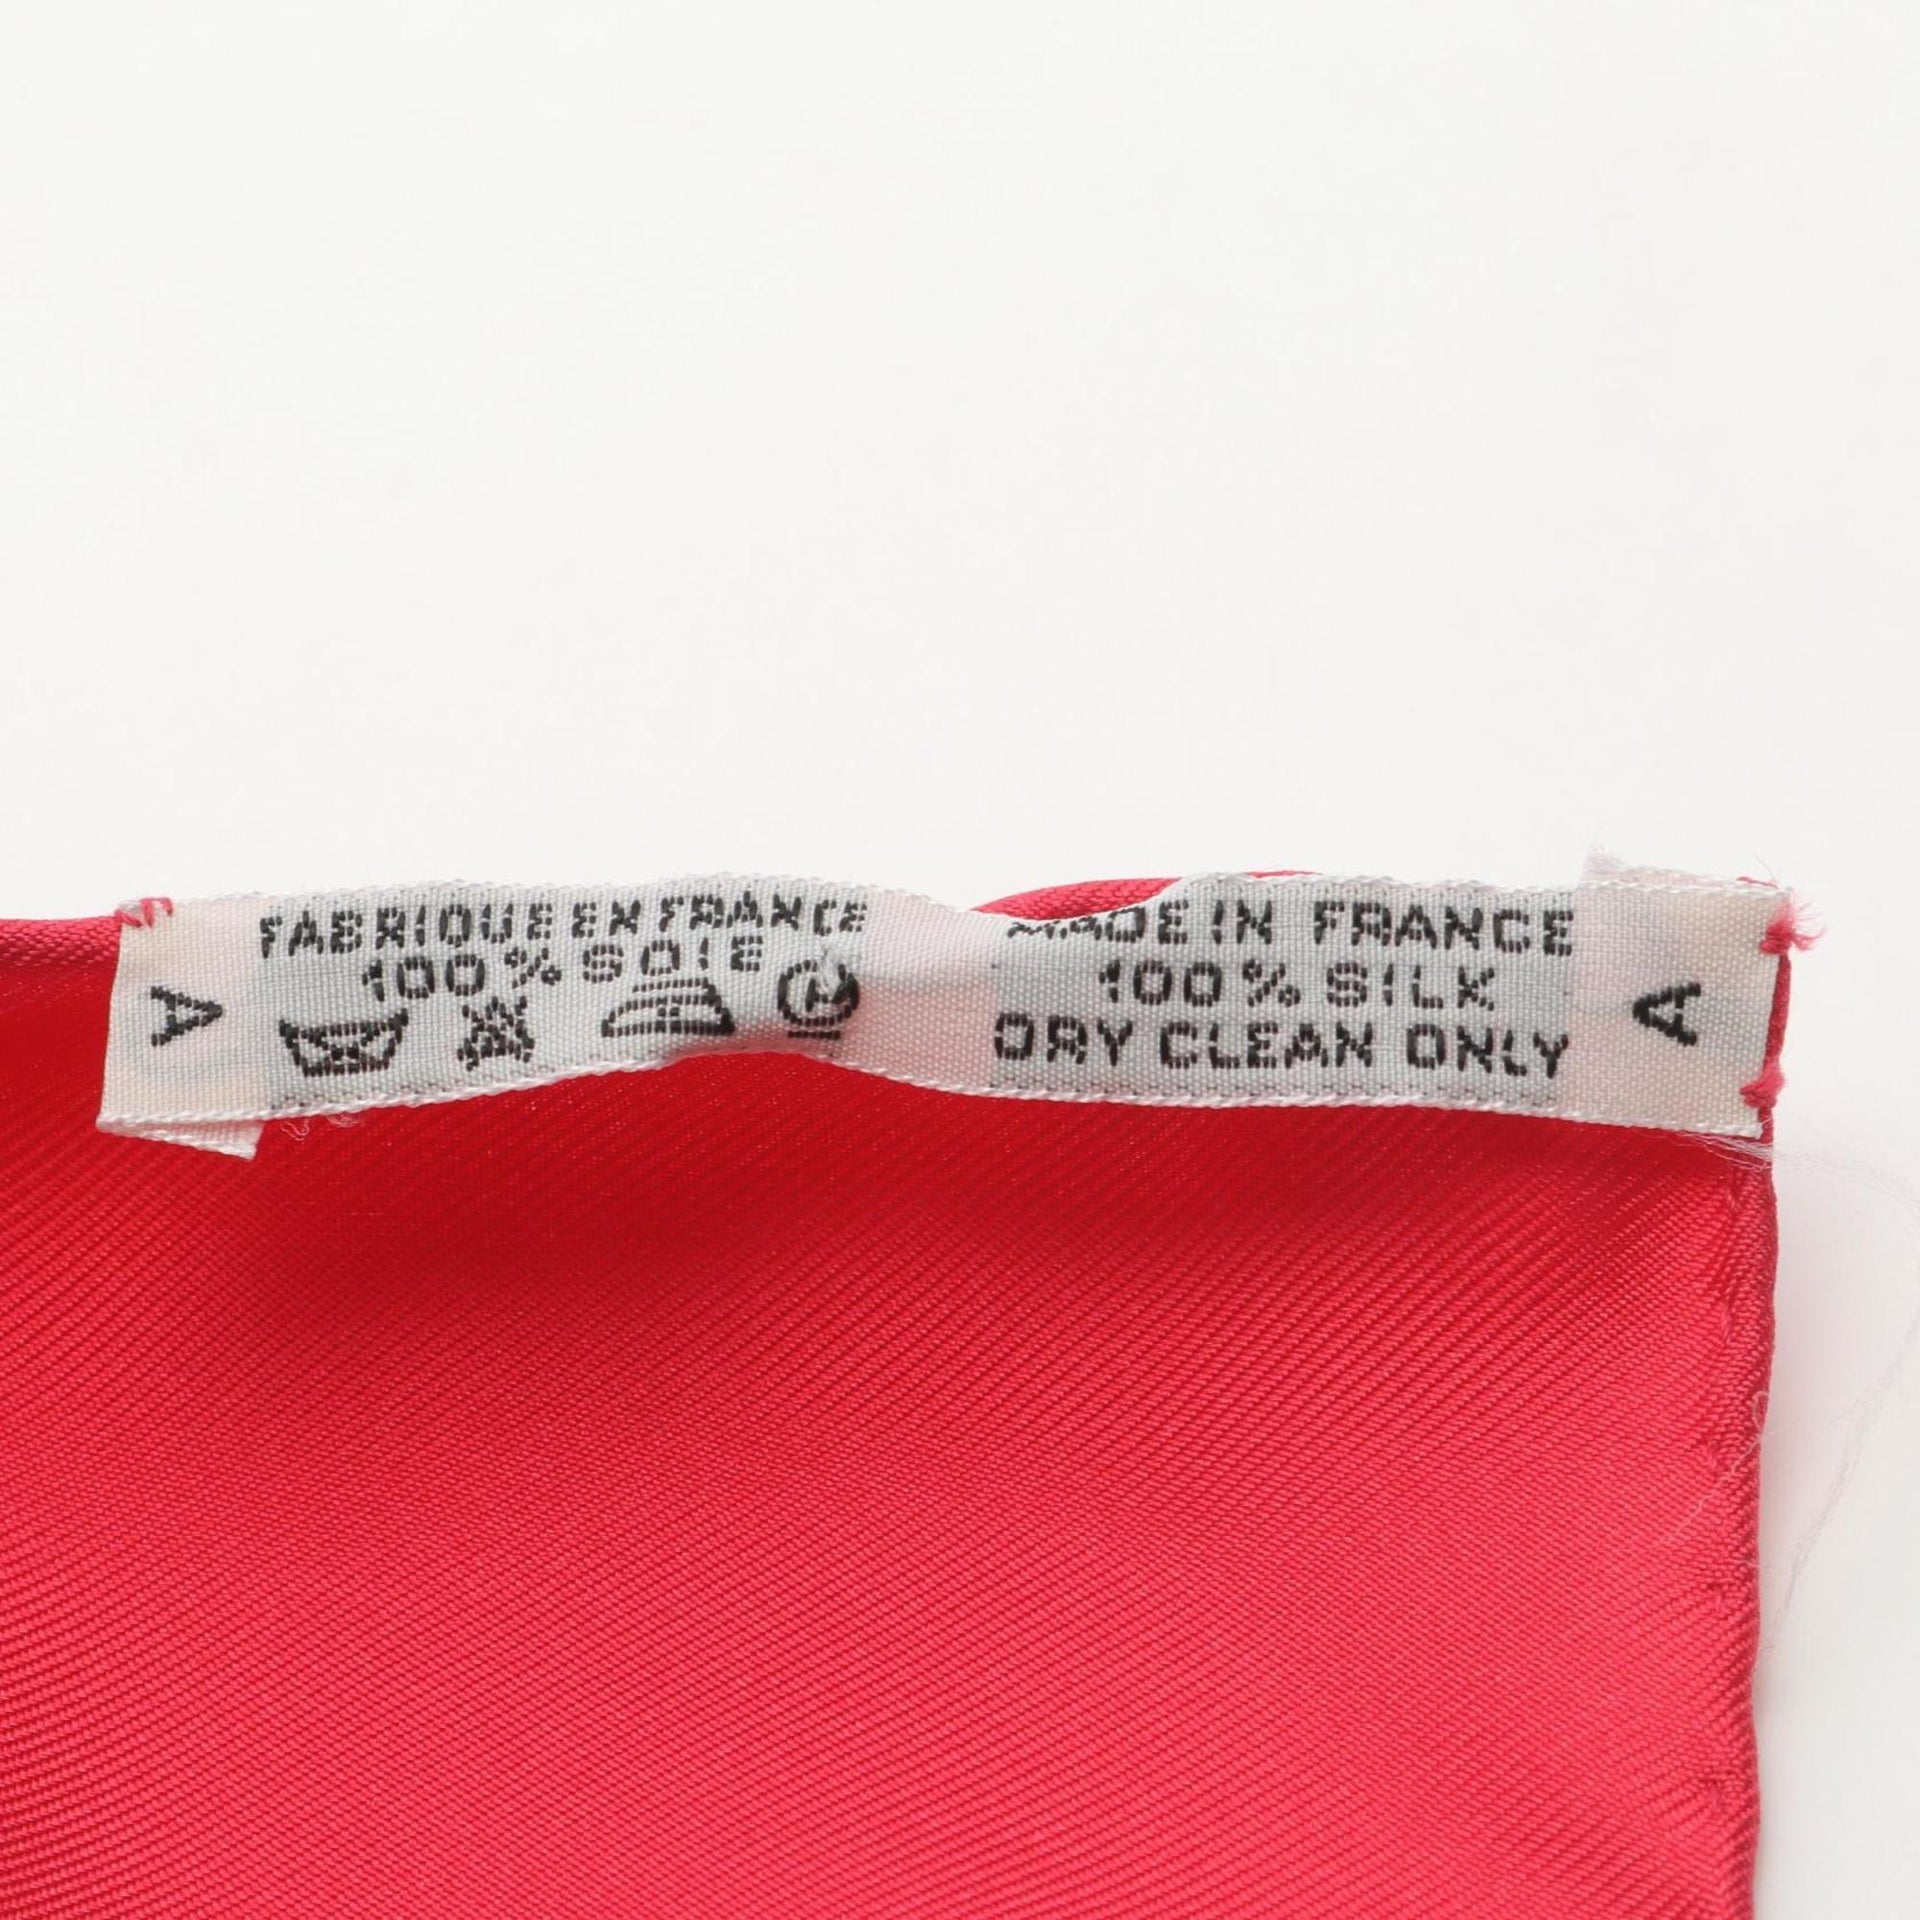 A
FABRIQUE EN FRANCE
100% SOIE
MADE IN FRANCE
100% SILK
DRY CLEAN ONLY
A